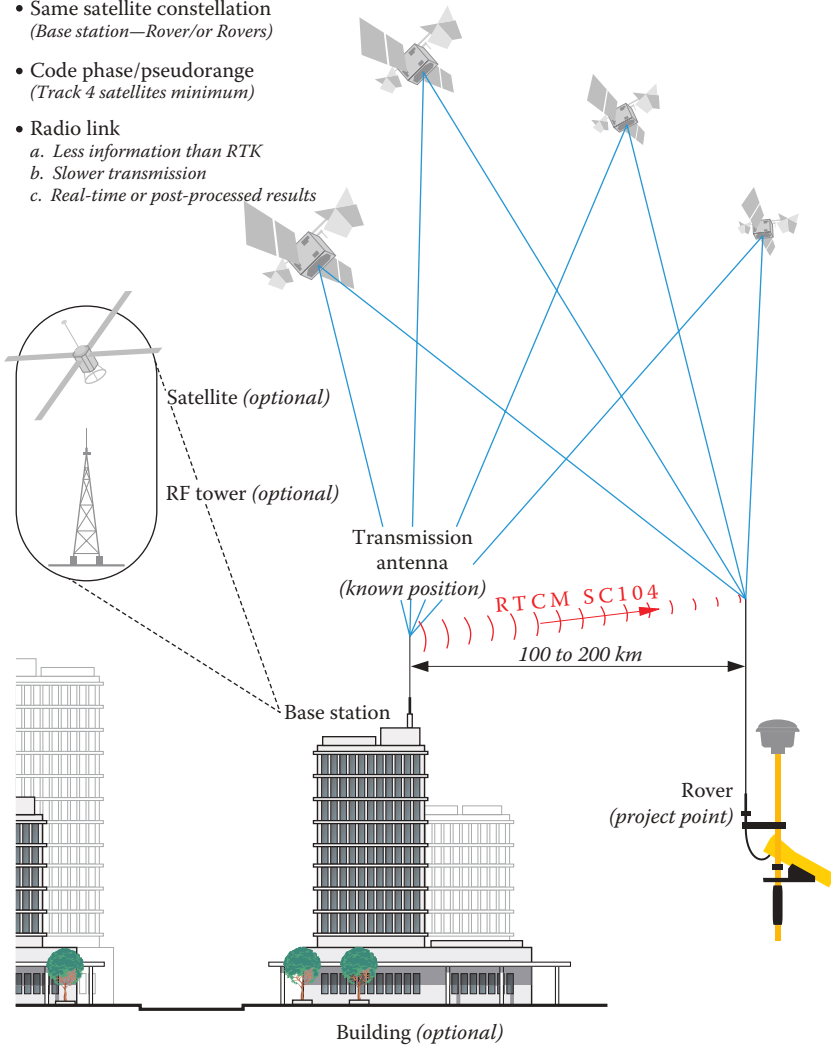 • Same satellite constellation
(Base station—Rover/or Rovers)
• Code phase/pseudorange
(Track 4 satellites minimum)
• Radio link
a. Less information than RTK
b. Slower transmission
c. Real-time or post-processed results
Satellite (optional)
RF tower (optional)
Transmission
antenna
(known position)
RTCM SC104
100 to 200 km
Base station
Rover
(project point)
Building (optional)